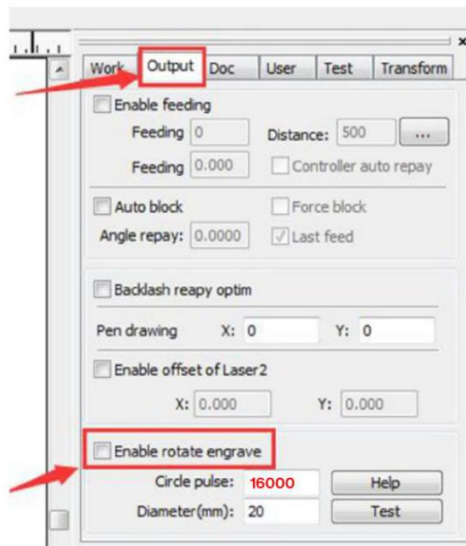 Work Output Doc User Test Transform
Enable feeding
Feeding 0 Distance: 500 ...
Feeding 0.000 Controller auto repay
Auto block Force block
Angle repay: 0.0000 Last feed
Backlash reapy optim
Pen drawing X: 0 Y: 0
Enable offset of Laser2
X: 0.000 Y: 0.000
Enable rotate engrave
Circle pulse: 16000 Help
Diameter(mm): 20 Test